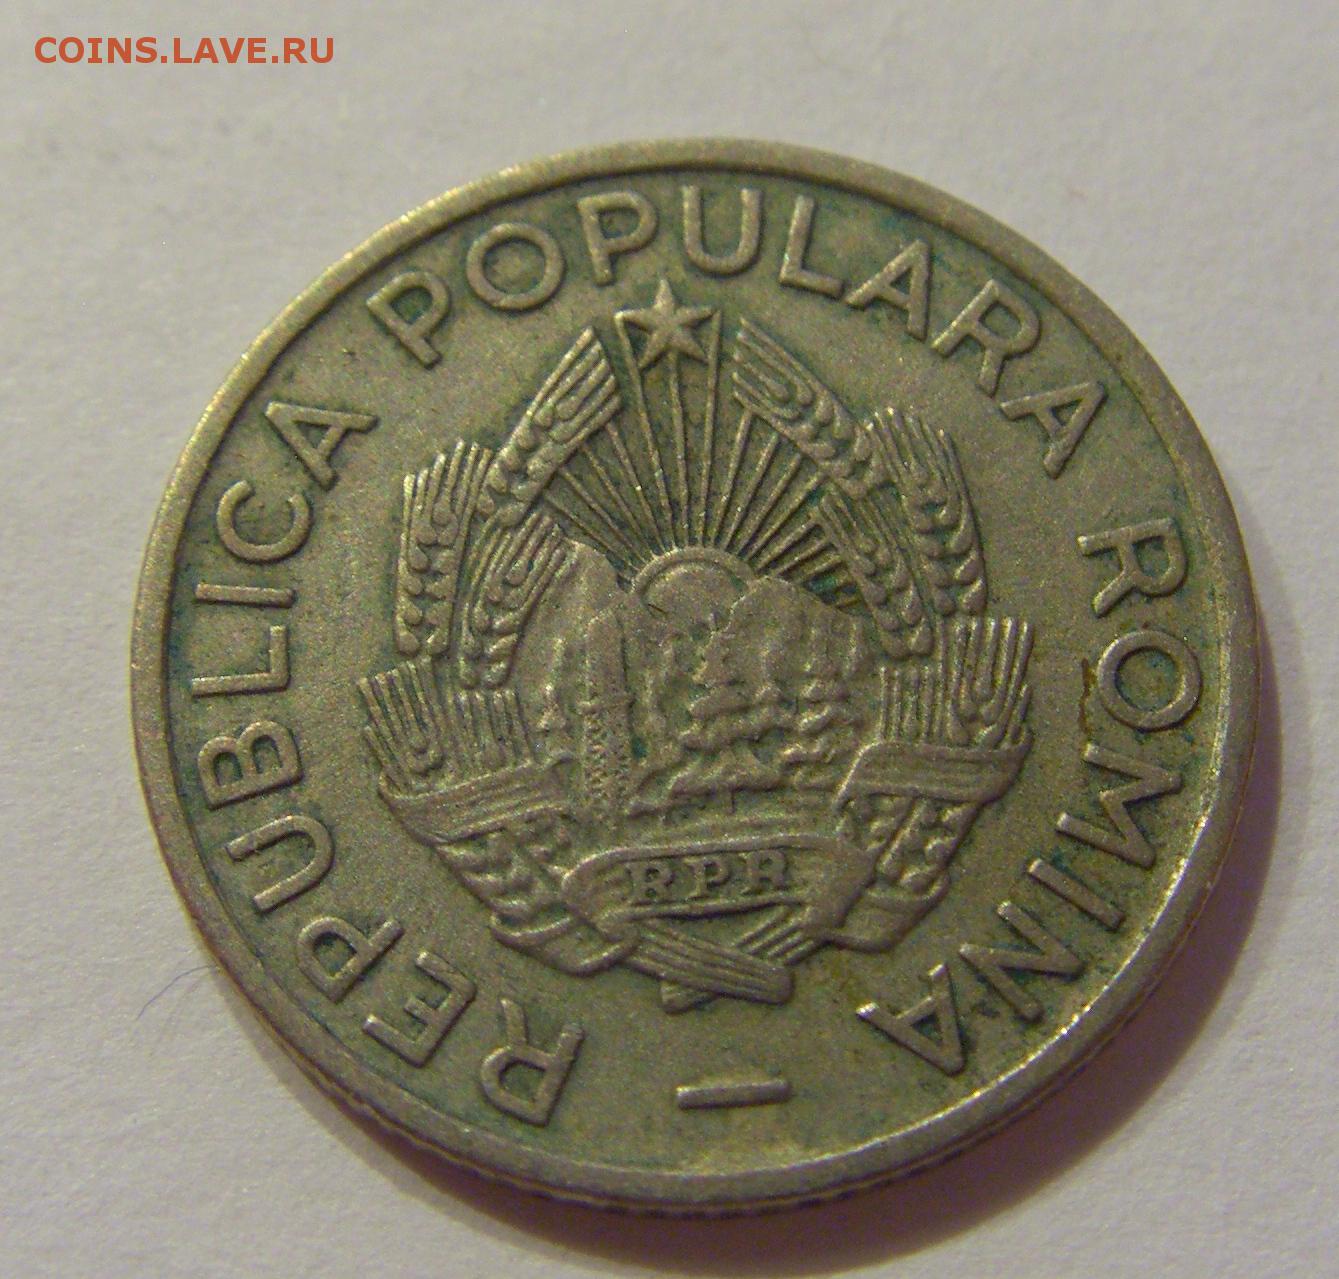 COINS.LAVE.RU
REPUBLICA POPULARA ROMINA –
RPR